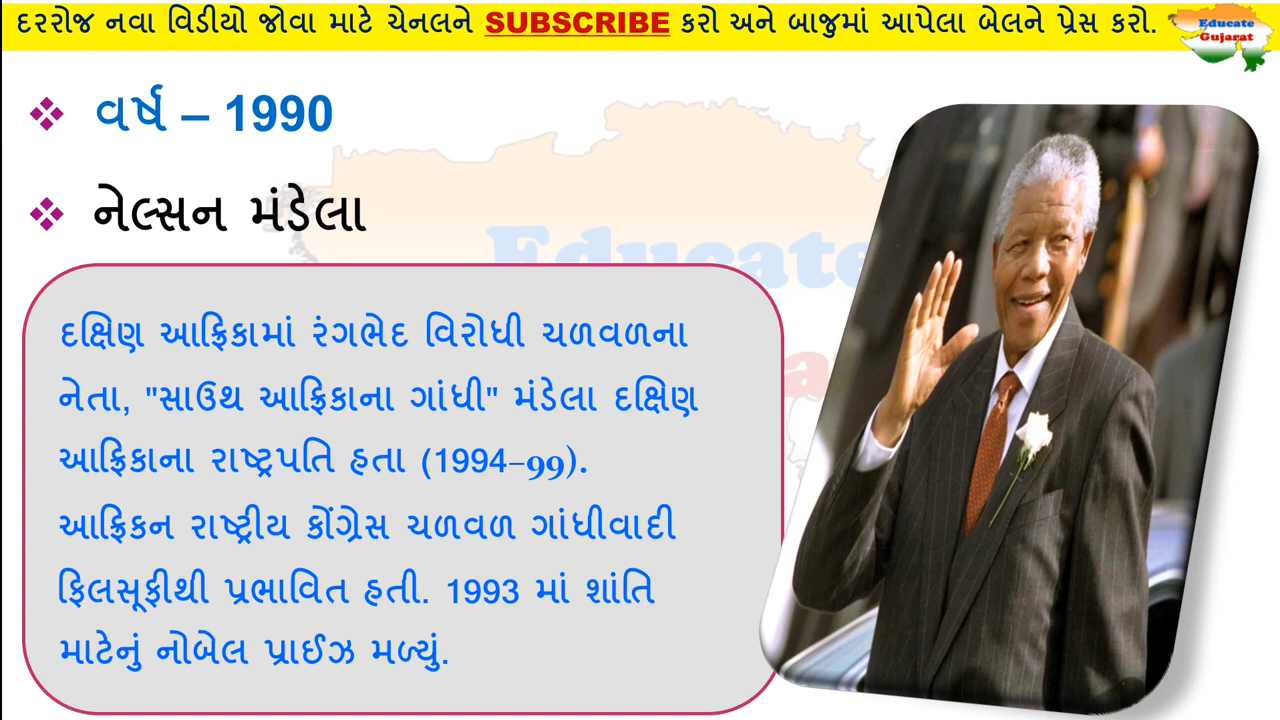 દરરોજ નવા વિડીયો જોવા માટે ચેનલને SUBSCRIBE કરો અને બાજુમાં આપેલા બેલને પ્રેસ કરો.
Educate
Gujarat
❖ વર્ષ – 1990
❖ નેલ્સન મંડેલા
Educate
દક્ષિણ આફ્રિકામાં રંગભેદ વિરોધી ચળવળના
નેતા, "સાઉથ આફ્રિકાના ગાંધી" મંડેલા દક્ષિણ
આફ્રિકાના રાષ્ટ્રપતિ હતા (1994–99).
આફ્રિકન રાષ્ટ્રીય કોંગ્રેસ ચળવળ ગાંધીવાદી
ફિલસૂફીથી પ્રભાવિત હતી. 1993 માં શાંતિ
માટેનું નોબેલ પ્રાઈઝ મળ્યું.